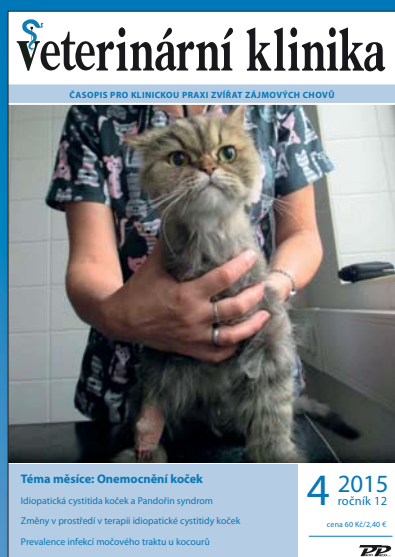 veterinární klinika
ČASOPIS PRO KLINICKOU PRAXI ZVÍŘAT ZÁJMOVÝCH CHOVŮ
Téma měsíce: Onemocnění koček
Idiopatická cystitida koček a Pandořin syndrom
Změny v prostředí v terapii idiopatické cystitidy koček
Prevalence infekcí močového traktu u kocourů
4 2015
ročník 12
cena 60 Kč/2,40 €